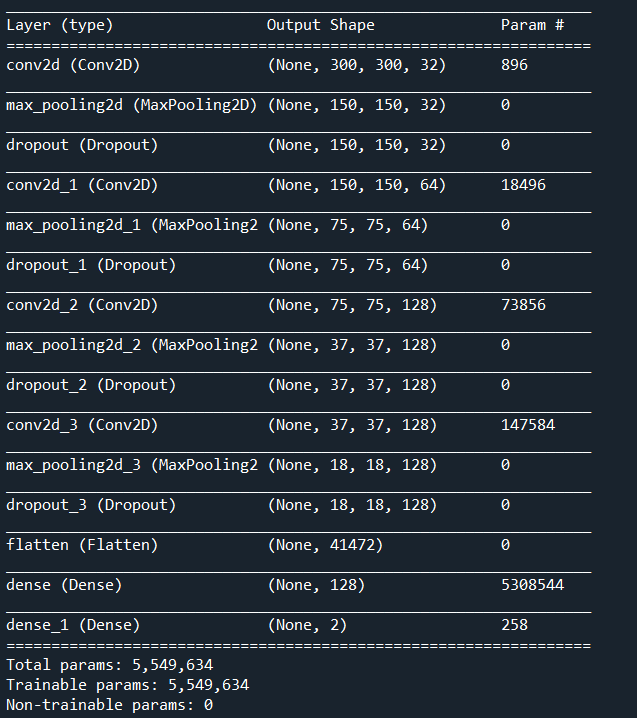 Layer (type) Output Shape Param #
=================================================================
conv2d (Conv2D) (None, 300, 300, 32) 896
max_pooling2d (MaxPooling2D) (None, 150, 150, 32) 0
dropout (Dropout) (None, 150, 150, 32) 0
conv2d_1 (Conv2D) (None, 150, 150, 64) 18496
max_pooling2d_1 (MaxPooling2 (None, 75, 75, 64) 0
dropout_1 (Dropout) (None, 75, 75, 64) 0
conv2d_2 (Conv2D) (None, 75, 75, 128) 73856
max_pooling2d_2 (MaxPooling2 (None, 37, 37, 128) 0
dropout_2 (Dropout) (None, 37, 37, 128) 0
conv2d_3 (Conv2D) (None, 37, 37, 128) 147584
max_pooling2d_3 (MaxPooling2 (None, 18, 18, 128) 0
dropout_3 (Dropout) (None, 18, 18, 128) 0
flatten (Flatten) (None, 41472) 0
dense (Dense) (None, 128) 5308544
dense_1 (Dense) (None, 2) 258
=================================================================
Total params: 5,549,634
Trainable params: 5,549,634
Non-trainable params: 0